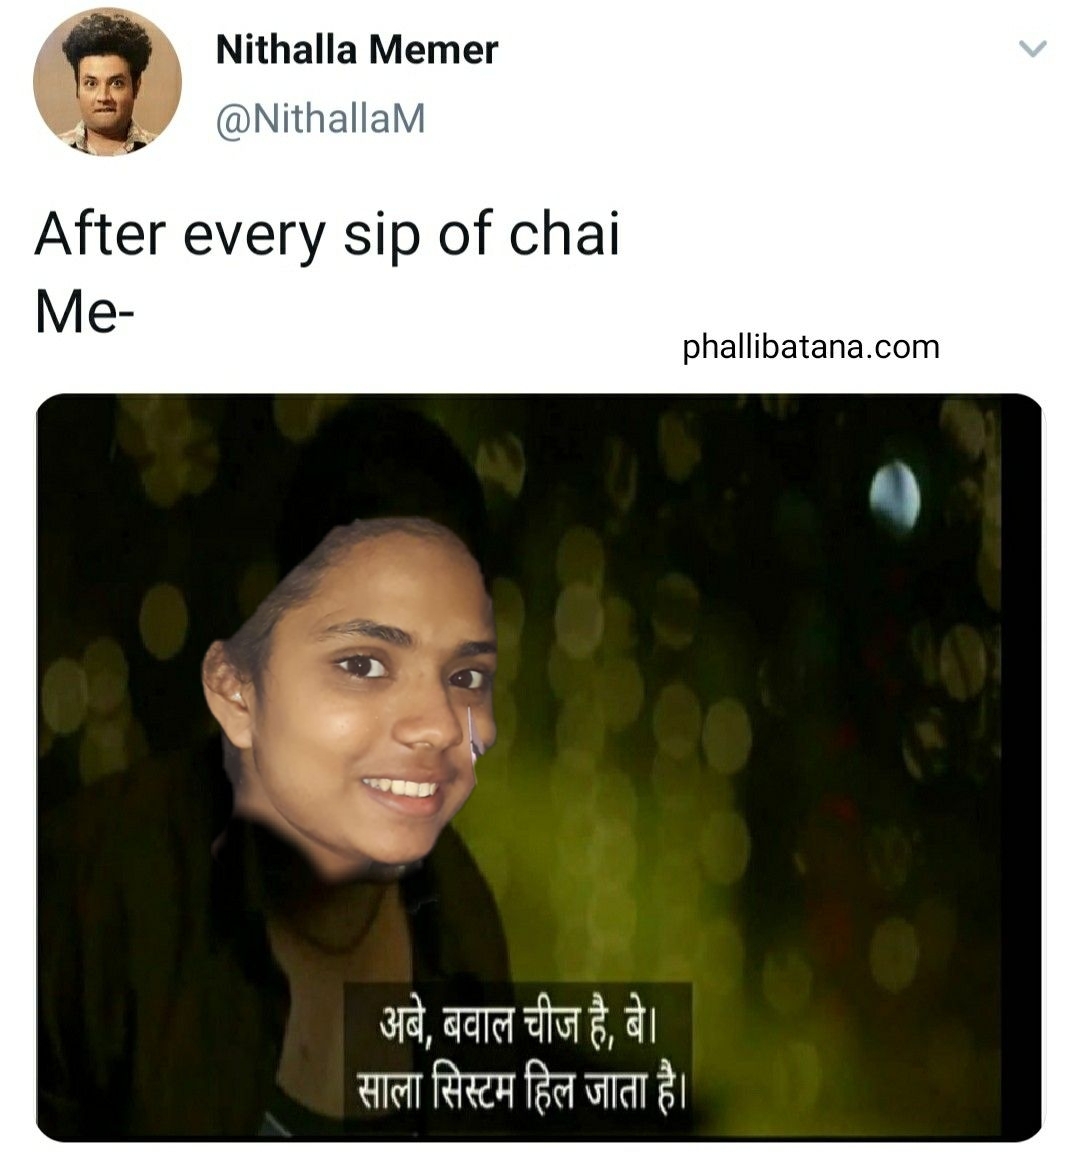 Nithalla Memer
@NithallaM
After every sip of chai
Me-
phallibatana.com
अबे, बवाल चीज है, बे।
साला सिस्टम हिल जाता है।